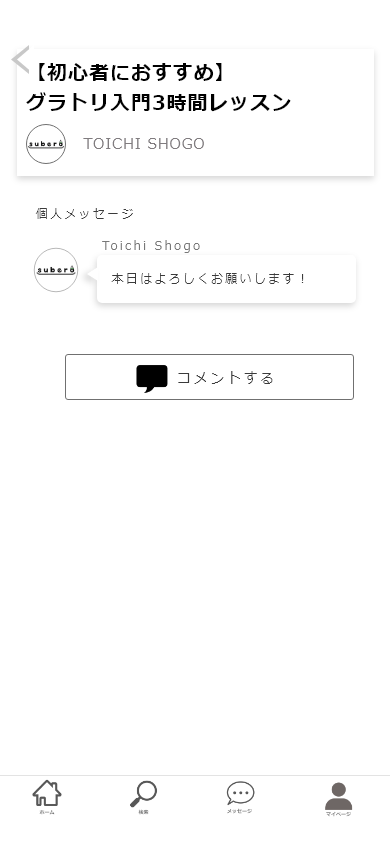 【初心者におすすめ】
グラトリ入門3時間レッスン
suberō
TOICHI SHOGO
個人メッセージ
Toichi Shogo
suberō
本日はよろしくお願いします！
コメントする
ホーム
検索
メッセージ
マイページ